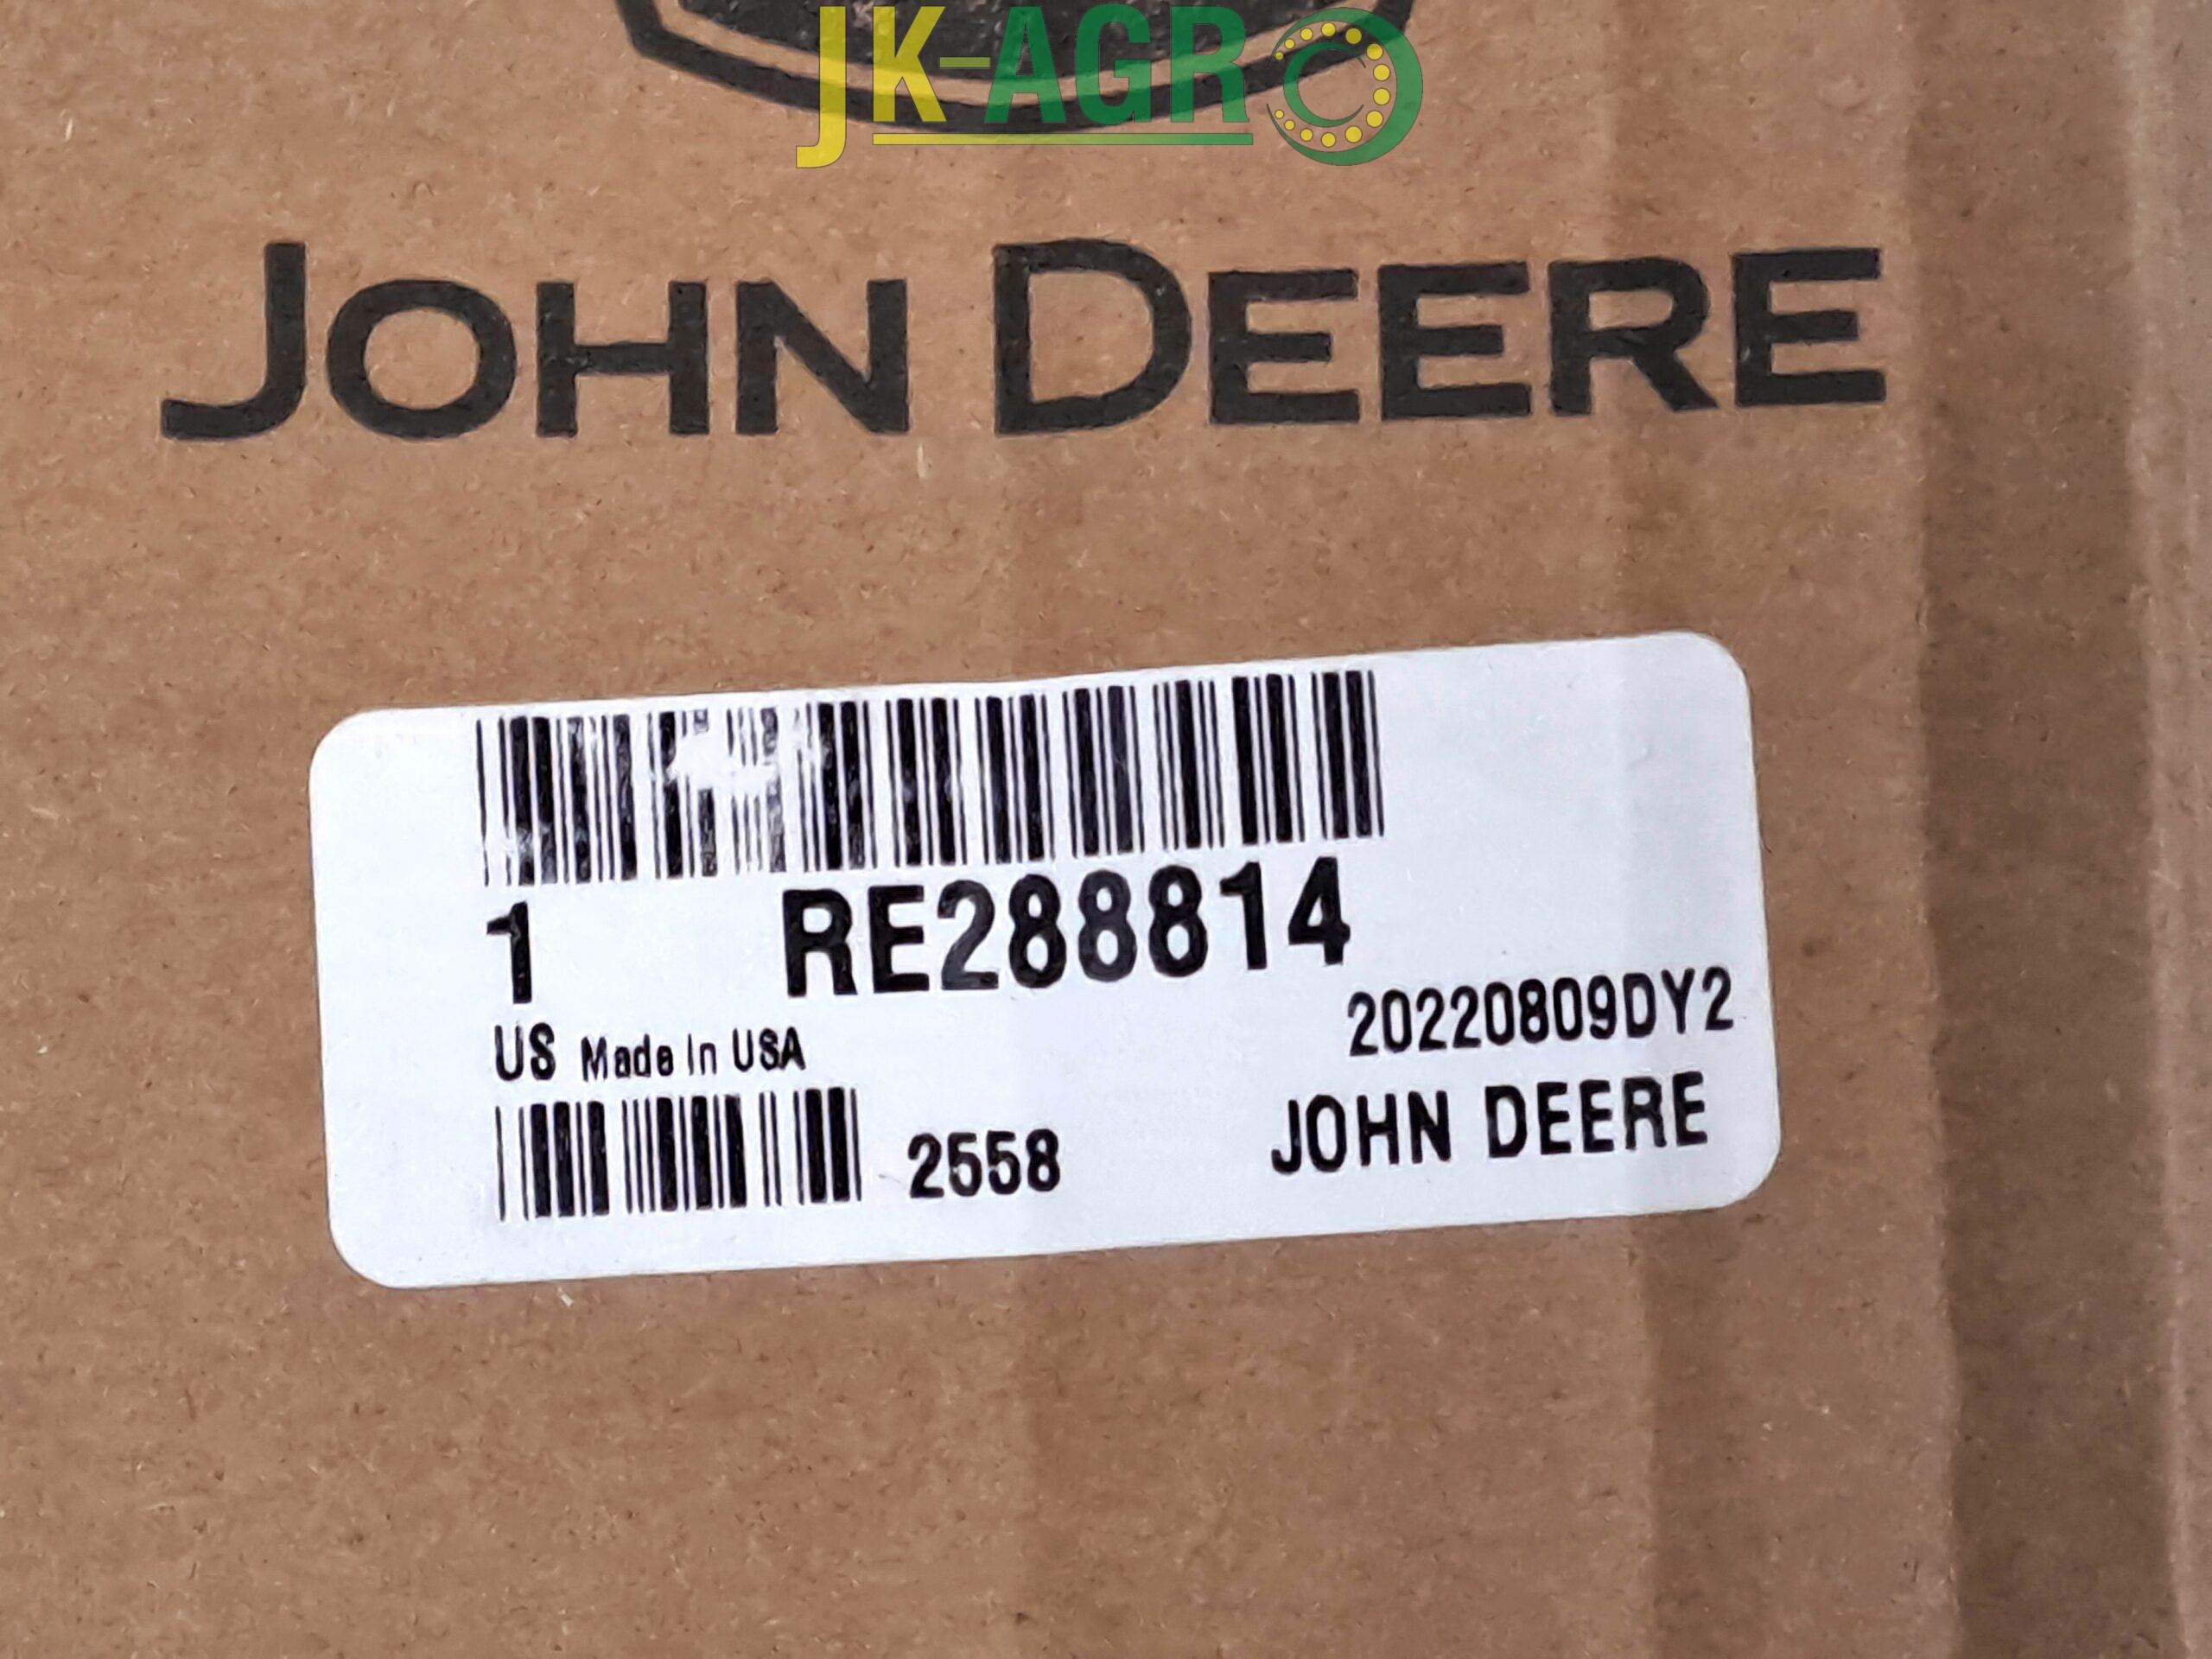 JK-AGRO
JOHN DEERE
1 RE288814
20220809DY2
US Made In USA
2558 JOHN DEERE